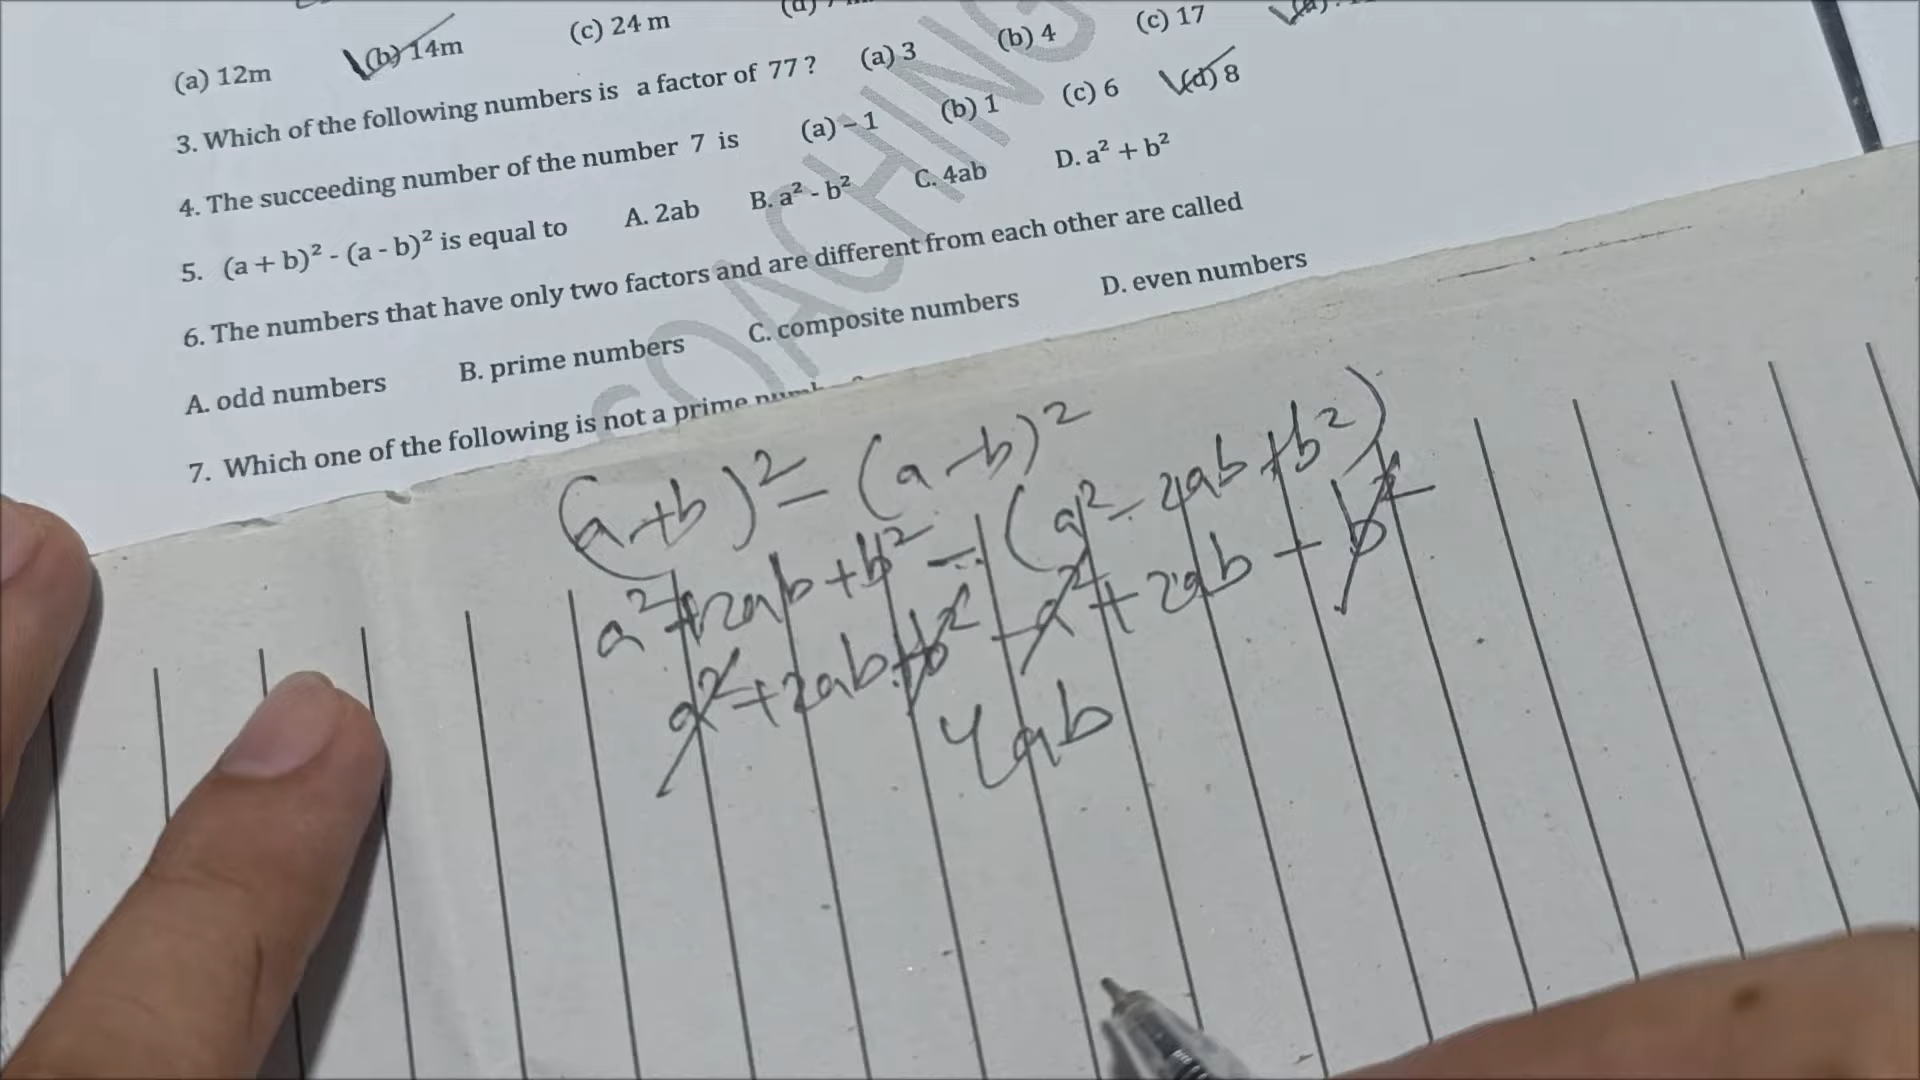 (a) 12m (b) 14m (c) 24 m (d)
3. Which of the following numbers is a factor of 77 ? (a) 3 (b) 4 (c) 17
4. The succeeding number of the number 7 is (a) – 1 (b) 1 (c) 6 (d) 8
5. (a + b)² - (a - b)² is equal to A. 2ab B. a² - b² C. 4ab D. a² + b²
6. The numbers that have only two factors and are different from each other are called
A. odd numbers B. prime numbers C. composite numbers D. even numbers
7. Which one of the following is not a prime
COACHING
(a+b)² - (a-b)²
a²+2ab+b² - (a²-2ab+b²)
a²+2ab+b² - a²+2ab - b²
4ab